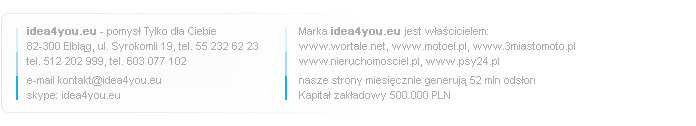 idea4you.eu - pomysł Tylko dla Ciebie
82-300 Elbląg, ul. Syrokomli 19, tel. 55 232 62 23
tel. 512 202 999, tel. 603 077 102
e-mail kontakt@idea4you.eu
skype: idea4you.eu
Marka idea4you.eu jest właścicielem:
www.wortale.net, www.motoel.pl, www.3miastomoto.pl
www.nieruchomosciel.pl, www.psy24.pl
nasze strony miesięcznie generują 52 mln odsłon
Kapitał zakładowy 500.000 PLN